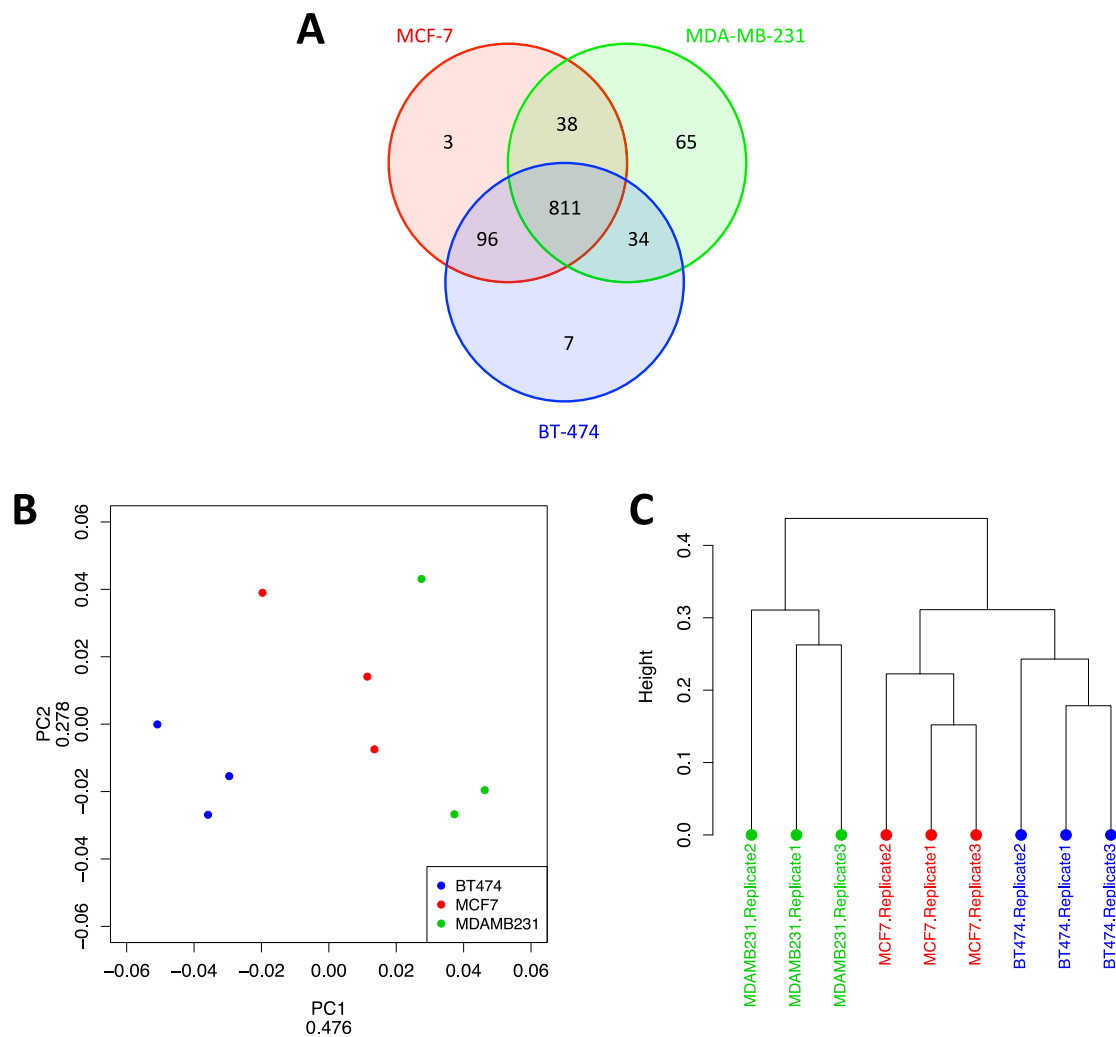 A
MCF-7
MDA-MB-231
3
38
65
811
96
34
7
BT-474
B
PC2
0.278
0.06
0.04
0.02
0.00
−0.02
−0.04
−0.06
BT474
MCF7
MDAMB231
−0.06
−0.04
−0.02
0.00
0.02
0.04
0.06
PC1
0.476
C
Height
0.4
0.3
0.2
0.1
0.0
MDAMB231.Replicate2
MDAMB231.Replicate1
MDAMB231.Replicate3
MCF7.Replicate2
MCF7.Replicate1
MCF7.Replicate3
BT474.Replicate2
BT474.Replicate1
BT474.Replicate3